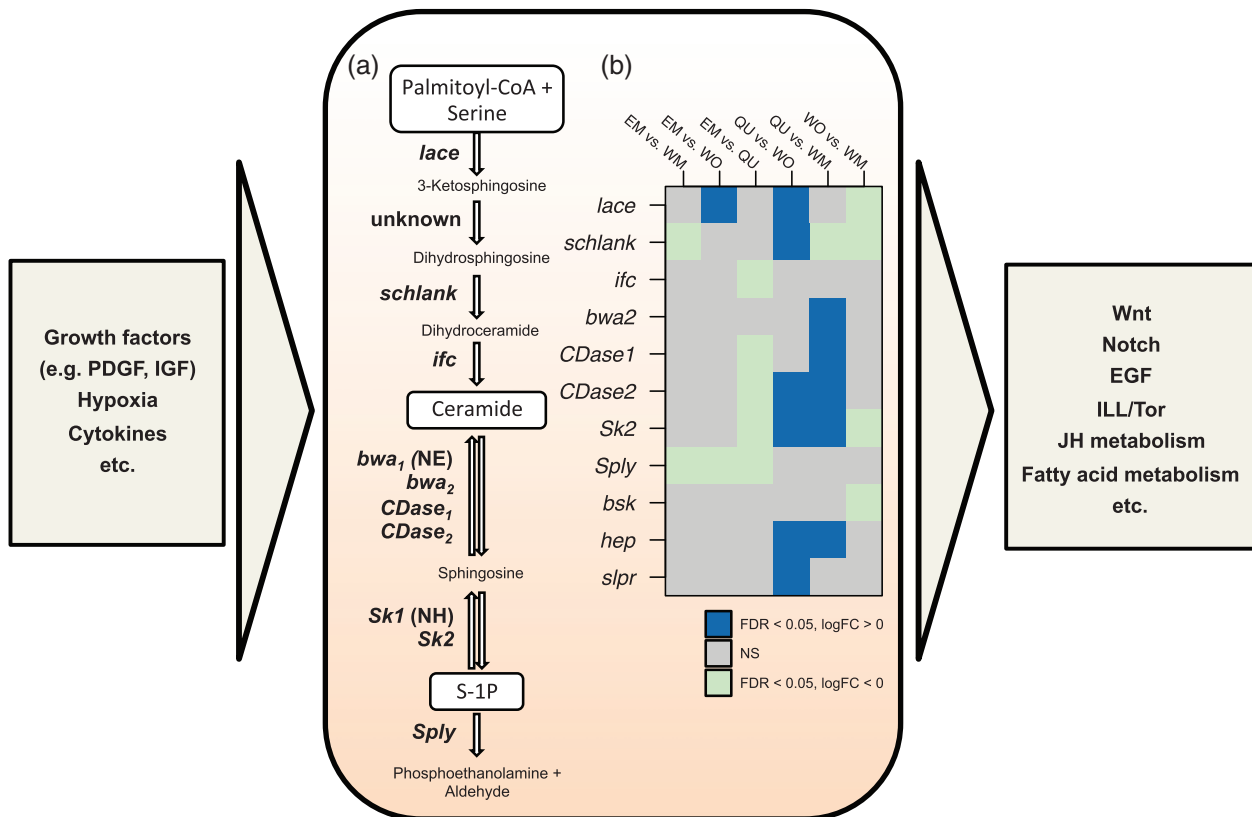 Growth factors
(e.g. PDGF, IGF)
Hypoxia
Cytokines
etc.
(a)
Palmitoyl-CoA +
Serine
lace
3-Ketosphingosine
unknown
Dihydrosphingosine
schlank
Dihydroceramide
ifc
Ceramide
bwa1 (NE)
bwa2
CDase1
CDase2
Sphingosine
Sk1 (NH)
Sk2
S-1P
Sply
Phosphoethanolamine +
Aldehyde
(b)
EM vs. WM
EM vs. WO
EM vs. QU
QU vs. WO
QU vs. WM
WO vs. WM
lace
schlank
ifc
bwa2
CDase1
CDase2
Sk2
Sply
bsk
hep
slpr
FDR < 0.05, logFC > 0
NS
FDR < 0.05, logFC < 0
Wnt
Notch
EGF
ILL/Tor
JH metabolism
Fatty acid metabolism
etc.